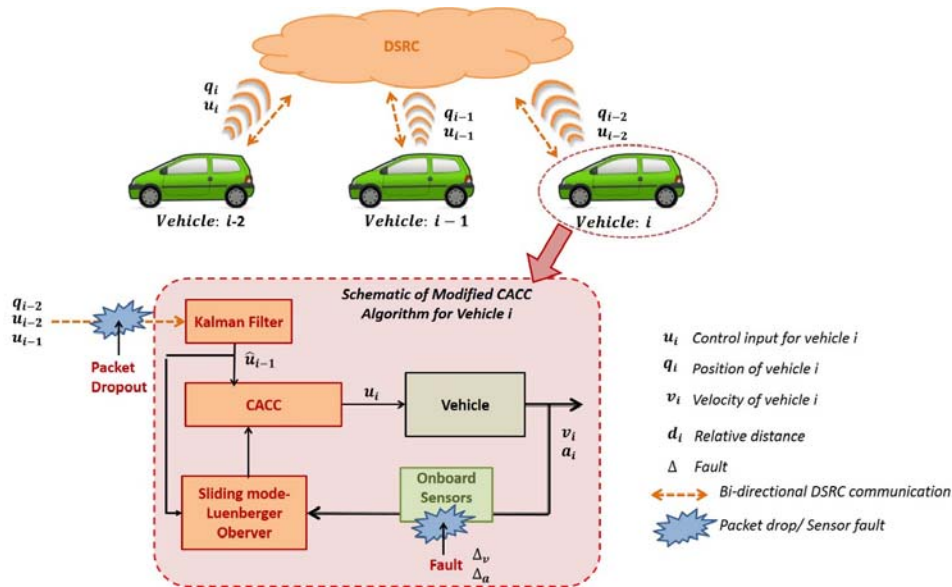 DSRC
q_i
u_i
q_{i-1}
u_{i-1}
q_{i-2}
u_{i-2}
Vehicle: i-2
Vehicle: i − 1
Vehicle: i
Schematic of Modified CACC
Algorithm for Vehicle i
q_{i-2}
u_{i-2}
u_{i-1}
Packet
Dropout
Kalman Filter
û_{i-1}
CACC
u_i
Vehicle
v_i
a_i
Sliding mode-
Luenberger
Oberver
Onboard
Sensors
Fault
Δ_v
Δ_a
u_i Control input for vehicle i
q_i Position of vehicle i
v_i Velocity of vehicle i
d_i Relative distance
Δ Fault
Bi-directional DSRC communication
Packet drop/ Sensor fault